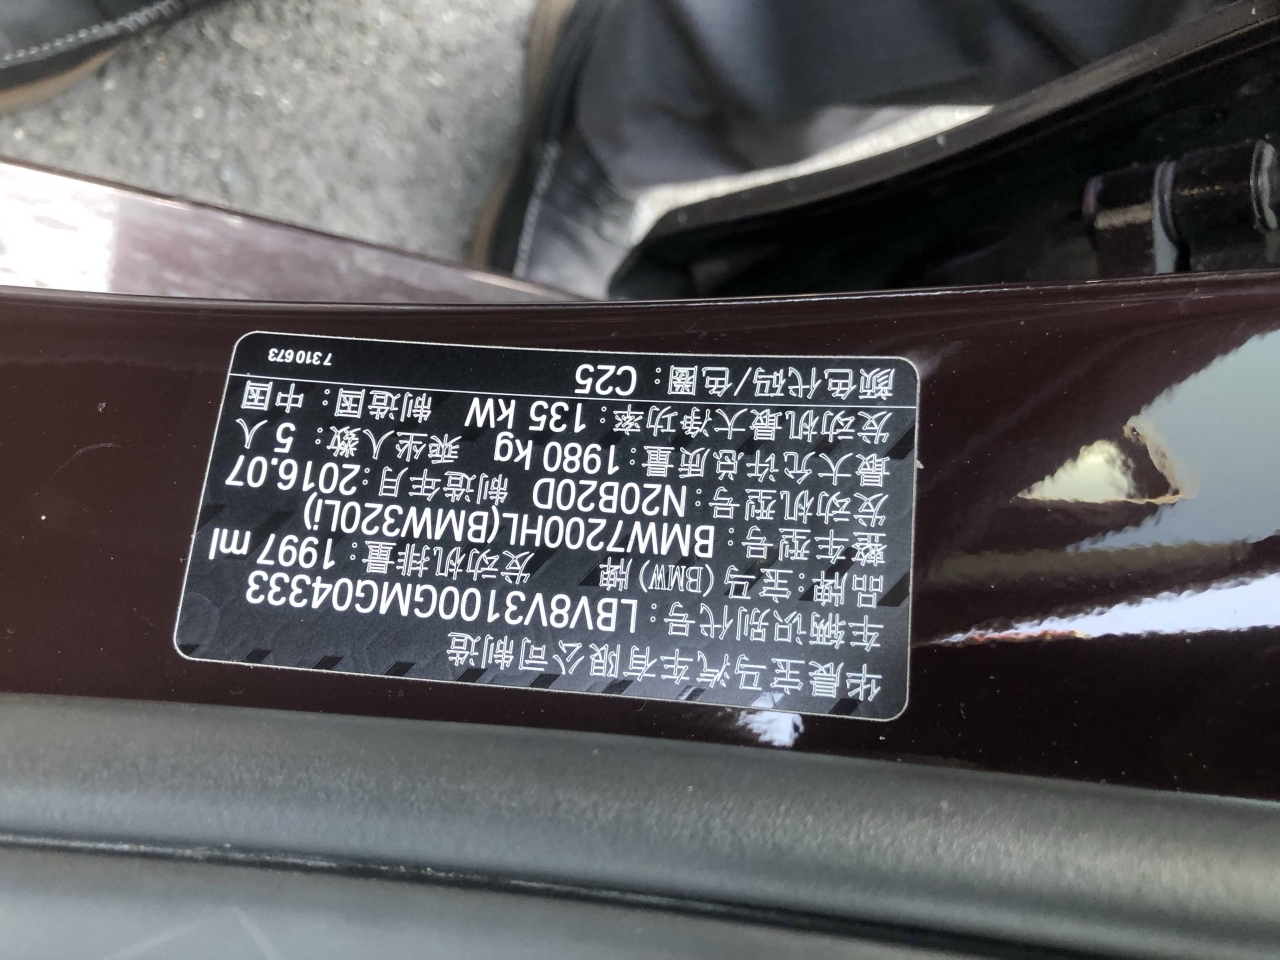 华晨宝马汽车有限公司制造
车辆识别代号：LBV8V3100GMG04333
品牌：宝马(BMW)牌 发动机排量：1997 ml
整车型号：BMW7200HL(BMW320Li)
发动机型号：N20B20D 制造年月：2016.07
最大允许总质量：1980 kg 乘坐人数：5 人
发动机最大净功率：135 kW 制造国：中国
颜色代码/色圈：C25 7310673